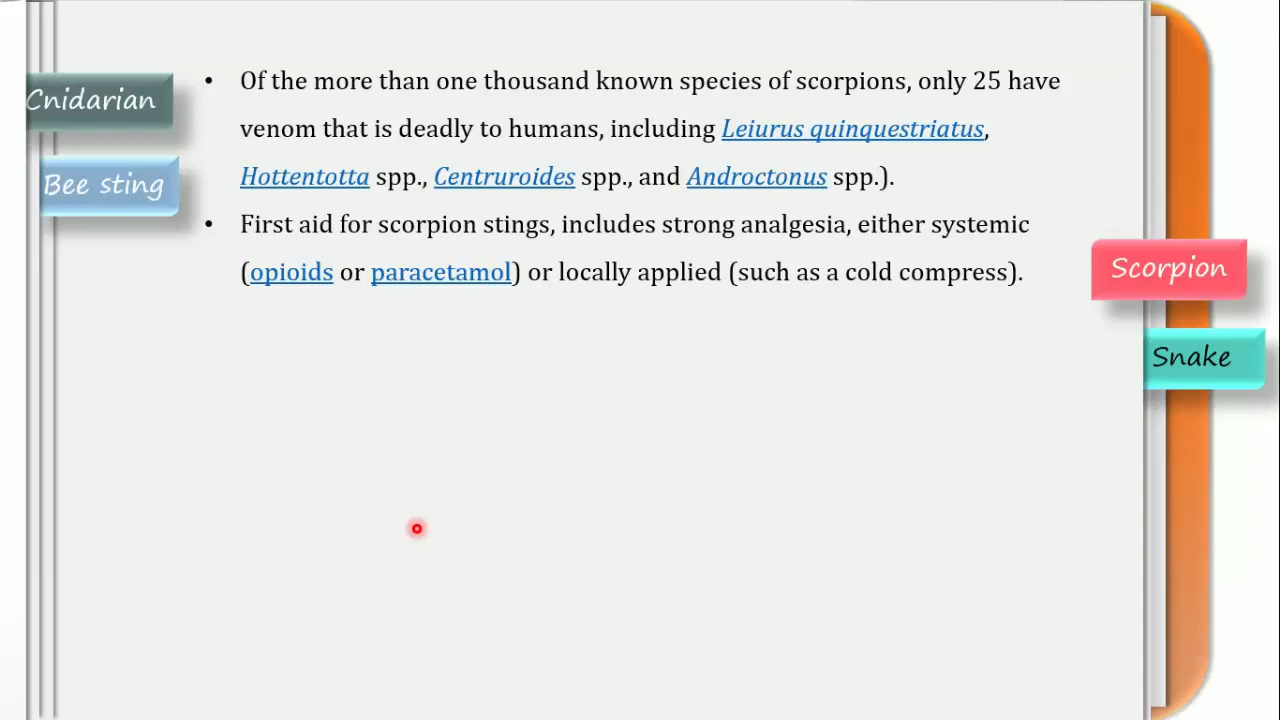 Cnidarian
Bee sting
• Of the more than one thousand known species of scorpions, only 25 have
venom that is deadly to humans, including Leiurus quinquestriatus,
Hottentotta spp., Centruroides spp., and Androctonus spp.).
• First aid for scorpion stings, includes strong analgesia, either systemic
(opioids or paracetamol) or locally applied (such as a cold compress).
Scorpion
Snake